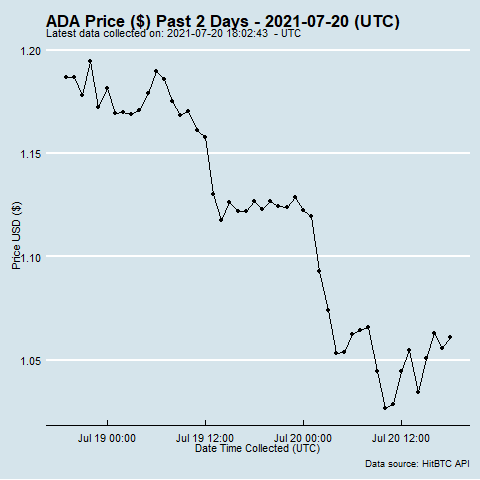 ADA Price ($) Past 2 Days - 2021-07-20 (UTC)
Latest data collected on: 2021-07-20 18:02:43 - UTC
1.20
1.15
1.10
1.05
Price USD ($)
Jul 19 00:00 Jul 19 12:00 Jul 20 00:00 Jul 20 12:00
Date Time Collected (UTC)
Data source: HitBTC API